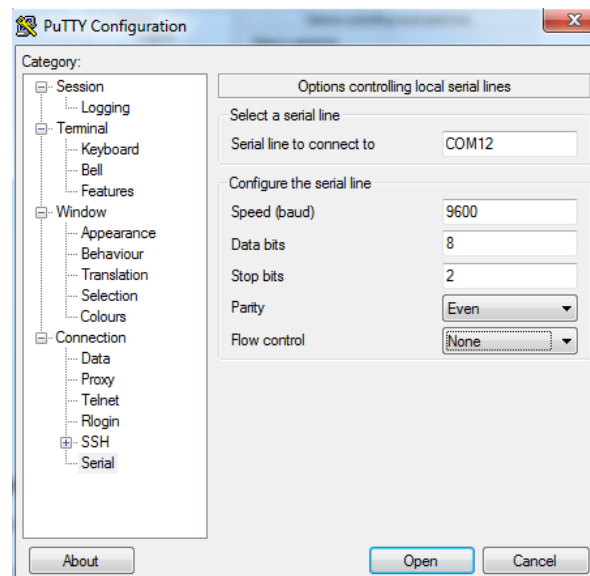 PuTTY Configuration
Category:
Session
Logging
Terminal
Keyboard
Bell
Features
Window
Appearance
Behaviour
Translation
Selection
Colours
Connection
Data
Proxy
Telnet
Rlogin
SSH
Serial
Options controlling local serial lines
Select a serial line
Serial line to connect to COM12
Configure the serial line
Speed (baud) 9600
Data bits 8
Stop bits 2
Parity Even
Flow control None
About Open Cancel